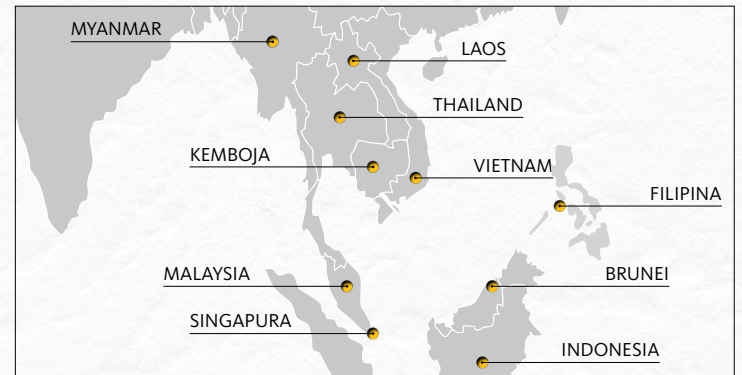 MYANMAR
LAOS
THAILAND
KEMBOJA
VIETNAM
FILIPINA
MALAYSIA
BRUNEI
SINGAPURA
INDONESIA